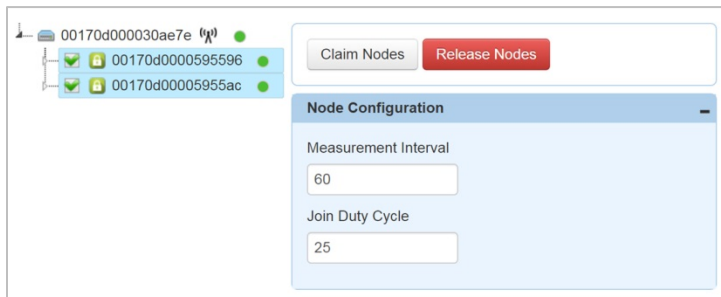 00170d000030ae7e
00170d0000595596
00170d00005955ac
Claim Nodes
Release Nodes
Node Configuration
Measurement Interval
60
Join Duty Cycle
25